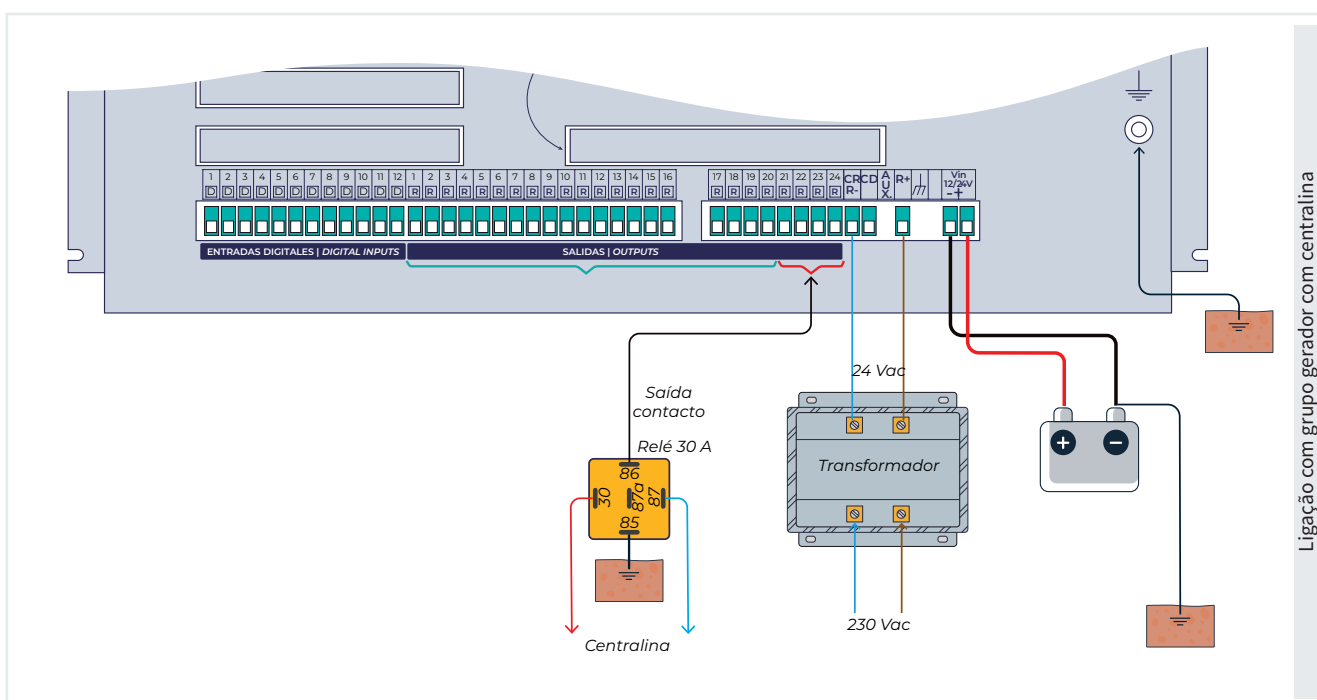 1 2 3 4 5 6 7 8 9 10 11 12 1 2 3 4 5 6 7 8 9 10 11 12 13 14 15 16
D D D D D D D D D D D D R R R R R R R R R R R R R R R R
17 18 19 20 21 22 23 24 CR CD AUX. R+ Vin
R R R R R R R R R- 12/24V
- +
ENTRADAS DIGITALES | DIGITAL INPUTS
SALIDAS | OUTPUTS
24 Vac
Saída
contacto
Relé 30 A
86
30 87a 87
85
Transformador
+ −
230 Vac
Centralina
Ligação com grupo gerador com centralina